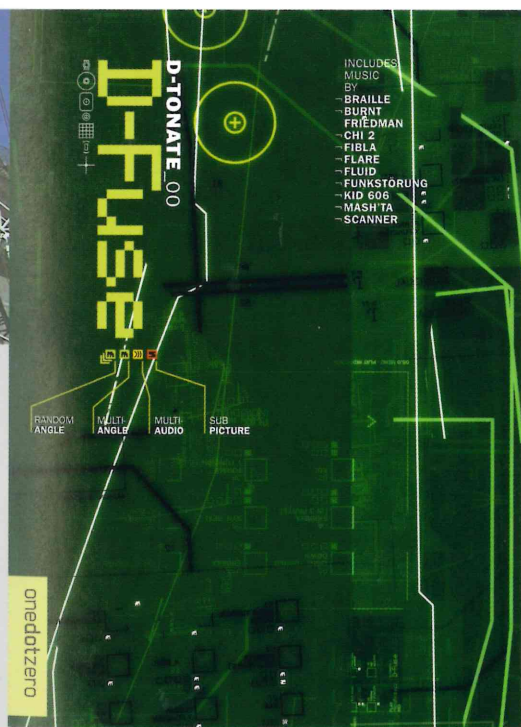 D-TONATE_00
D-Fuse
INCLUDES
MUSIC
BY
¬BRAILLE
¬BURNT
FRIEDMAN
¬CHI 2
¬FIBLA
¬FLARE
¬FLUID
¬FUNKSTÖRUNG
¬KID 606
¬MASH'TA
¬SCANNER
RANDOM
ANGLE
MULTI-
ANGLE
MULTI
AUDIO
SUB
PICTURE
onedotzero